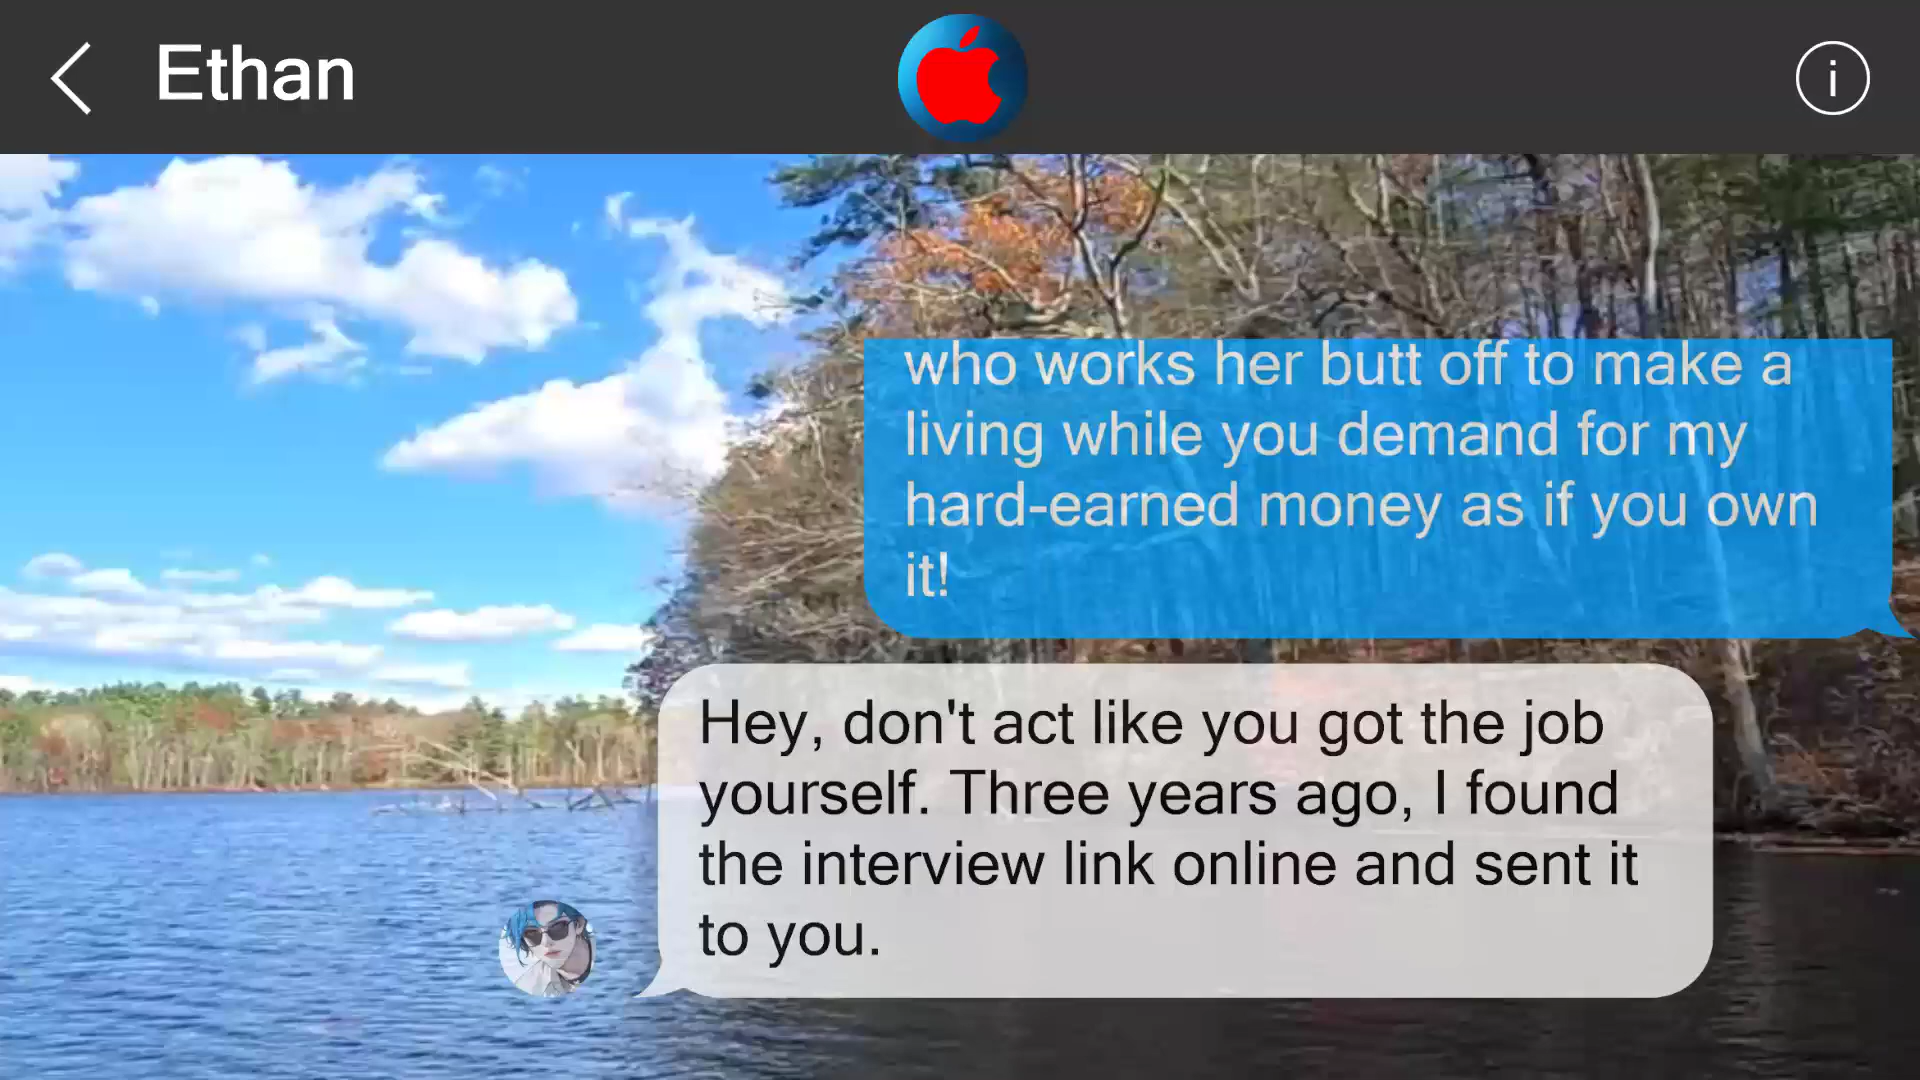 Ethan
i
who works her butt off to make a
living while you demand for my
hard-earned money as if you own
it!
Hey, don't act like you got the job
yourself. Three years ago, I found
the interview link online and sent it
to you.